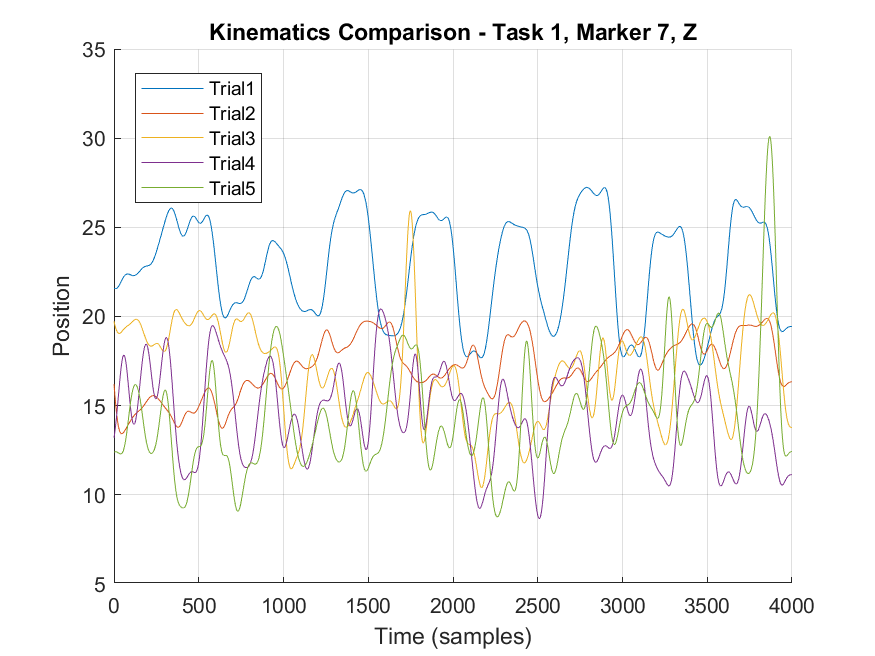 Kinematics Comparison - Task 1, Marker 7, Z
35
30
25
20
15
10
5
Position
Trial1
Trial2
Trial3
Trial4
Trial5
0 500 1000 1500 2000 2500 3000 3500 4000
Time (samples)